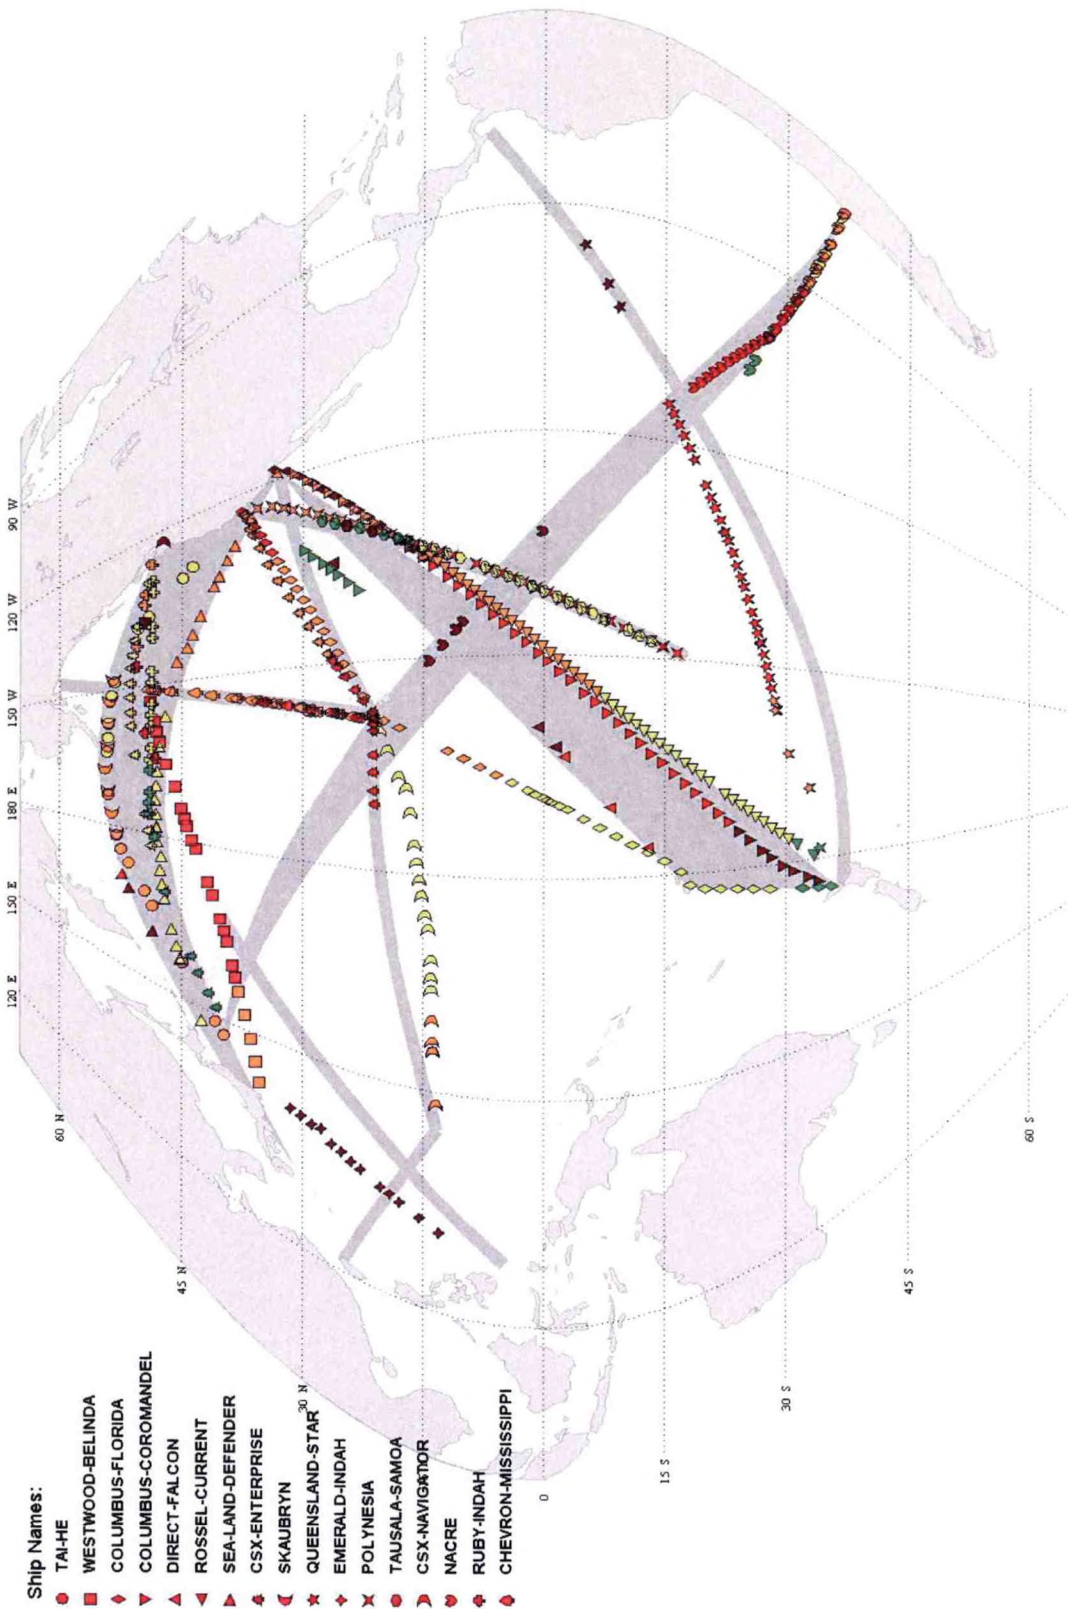 90 W
120 W
150 W
180 E
150 E
120 E
60 N
45 N
30 N
0
15 S
30 S
45 S
60 S
Ship Names:
TAI-HE
WESTWOOD-BELINDA
COLUMBUS-FLORIDA
COLUMBUS-COROMANDEL
DIRECT-FALCON
ROSSEL-CURRENT
SEA-LAND-DEFENDER
CSX-ENTERPRISE
SKAUBRYN
QUEENSLAND-STAR
EMERALD-INDAH
POLYNESIA
TAUSALA-SAMOA
CSX-NAVIGATOR
NACRE
RUBY-INDAH
CHEVRON-MISSISSIPPI